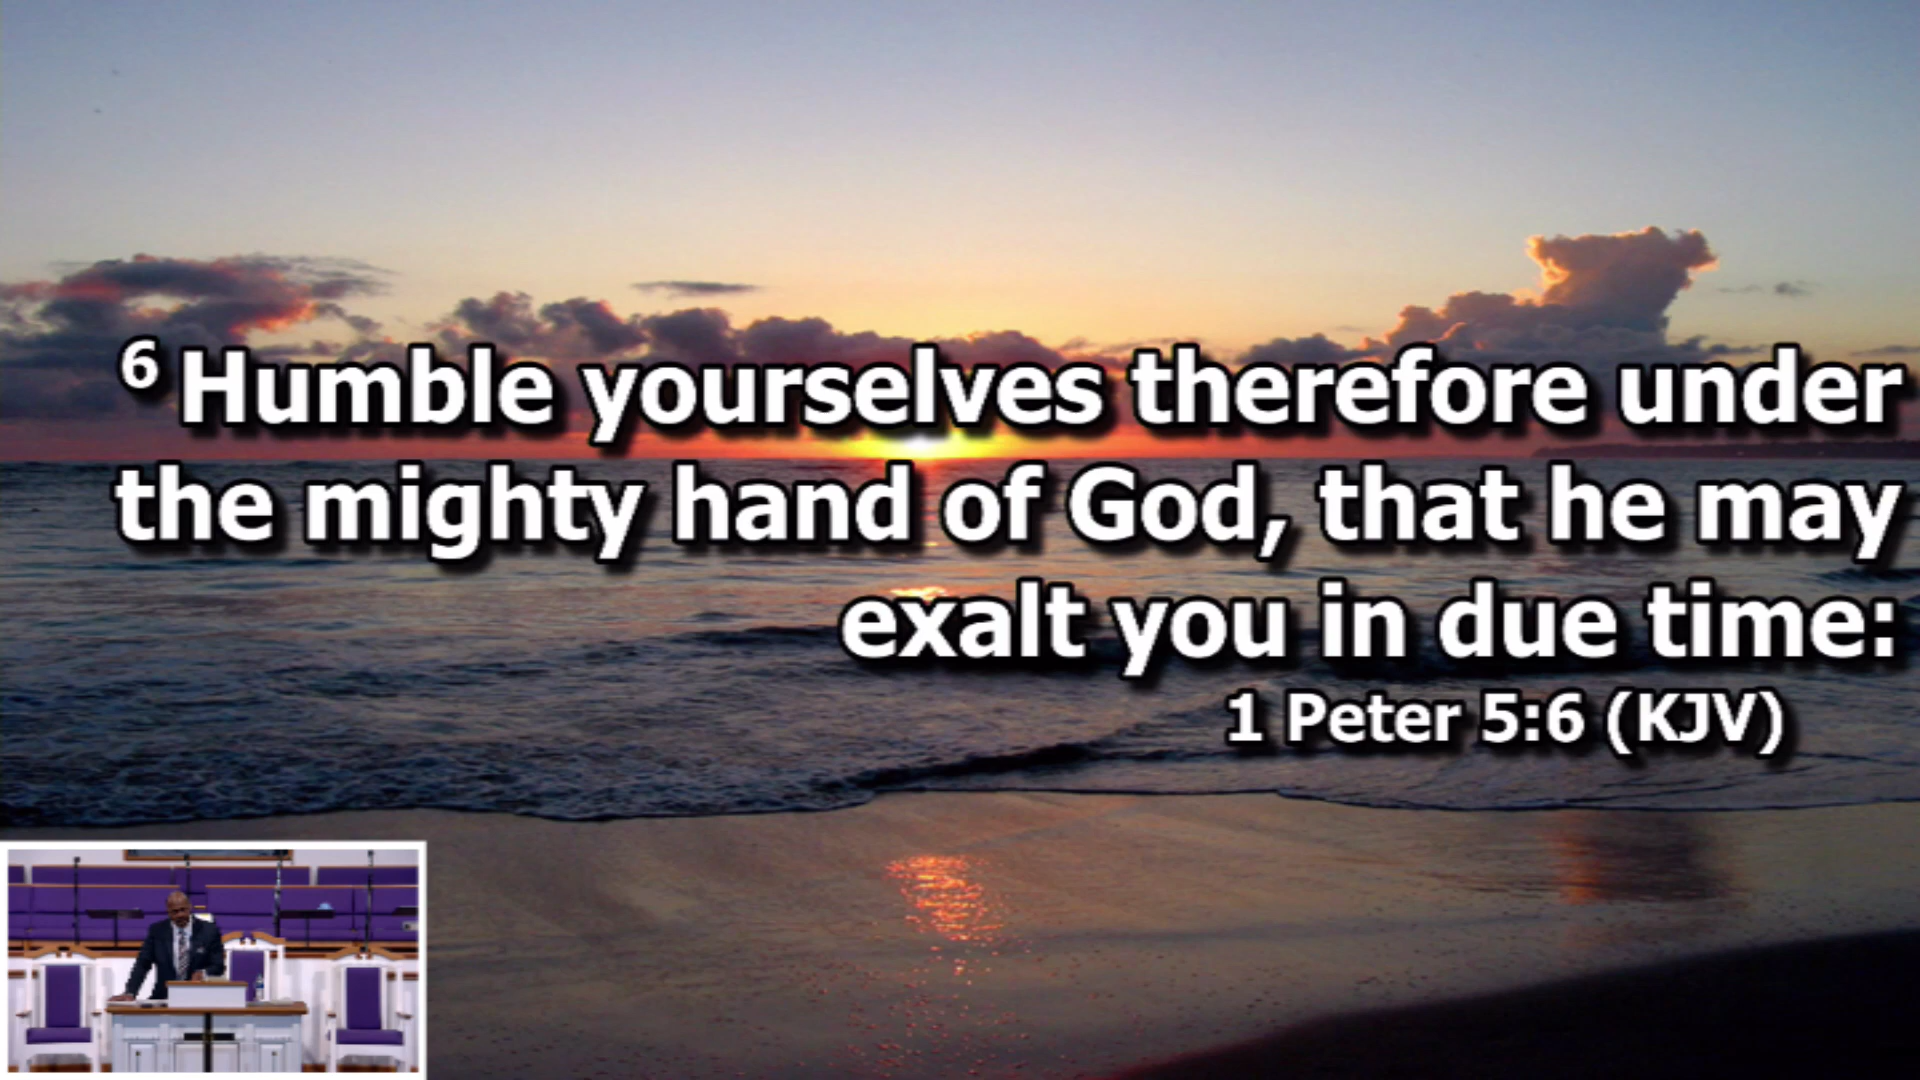 6 Humble yourselves therefore under
the mighty hand of God, that he may
exalt you in due time:
1 Peter 5:6 (KJV)